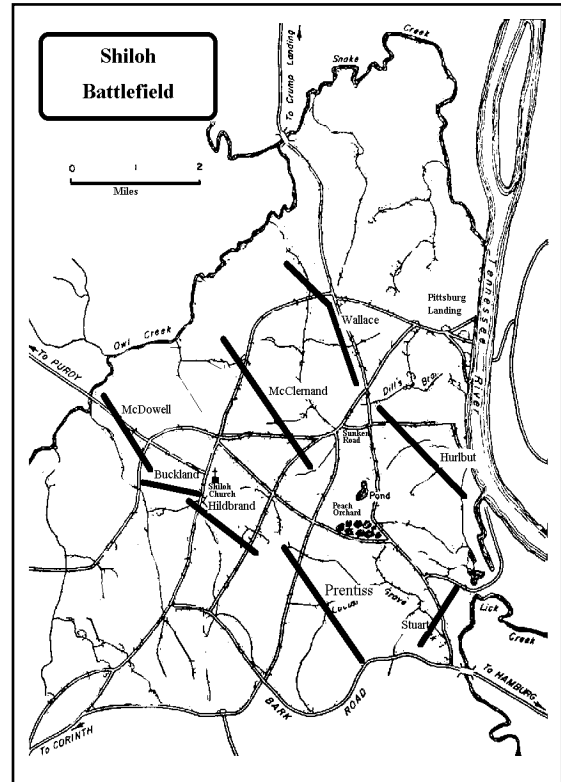 Shiloh
Battlefield
0 1 2
Miles
To Crump Landing
Snake
Creek
Tennessee
River
Pittsburg
Landing
Wallace
Owl Creek
To PURDY
McClernand
Dill's
McDowell
Sunken
Road
Hurlbut
Buckland
Shiloh
Church
Pond
Hildbrand
Peach
Orchard
Prentiss
Locust
Grove
Stuart
Lick
Creek
BARK
ROAD
To HAMBURG
To CORINTH